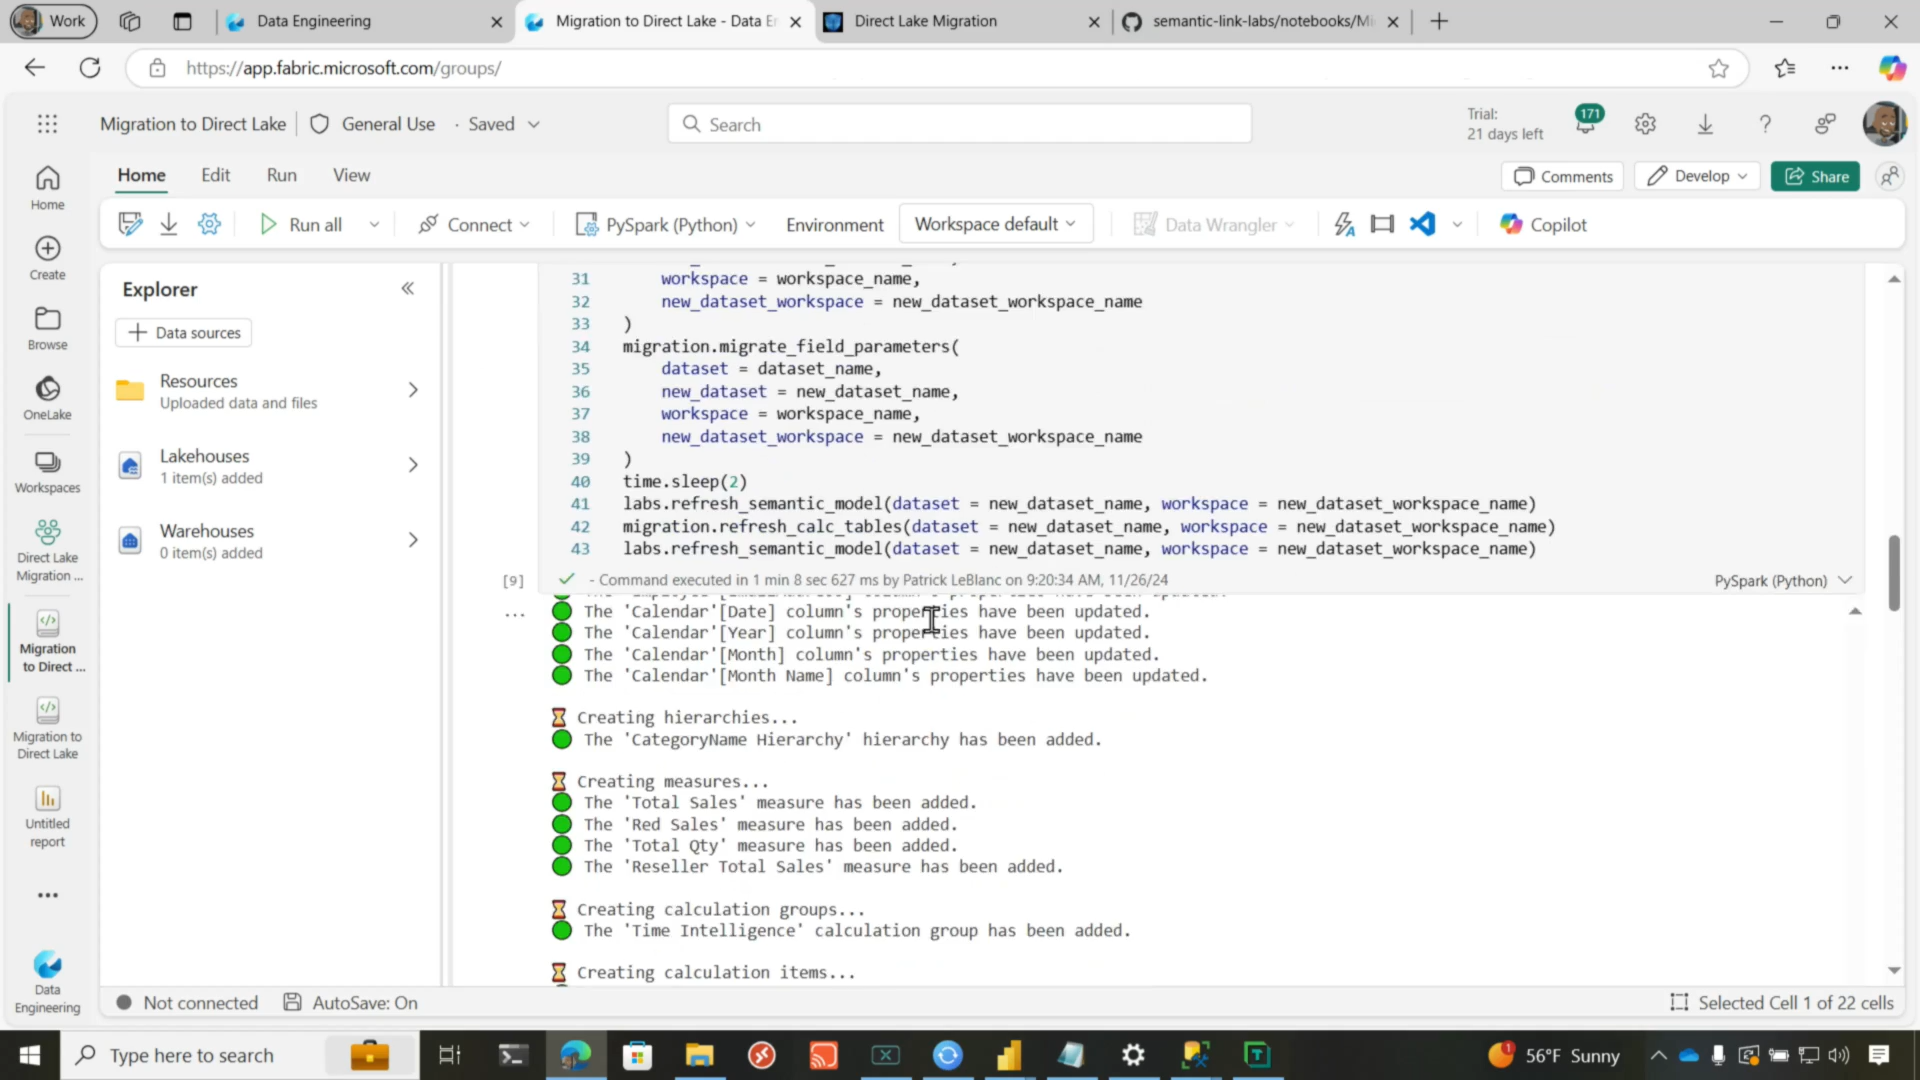 Work
Data Engineering
Migration to Direct Lake - Data En
Direct Lake Migration
semantic-link-labs/notebooks/Mi
https://app.fabric.microsoft.com/groups/
Migration to Direct Lake
General Use
· Saved
Search
Trial:
21 days left
171
?
Home
Edit
Run
View
Comments
Develop
Share
Run all
Connect
PySpark (Python)
Environment
Workspace default
Data Wrangler
Copilot
Home
Create
Browse
OneLake
Workspaces
Direct Lake
Migration ...
Migration
to Direct ...
Migration to
Direct Lake
Untitled
report
Data
Engineering
Explorer
Data sources
Resources
Uploaded data and files
Lakehouses
1 item(s) added
Warehouses
0 item(s) added
31 workspace = workspace_name,
32 new_dataset_workspace = new_dataset_workspace_name
33 )
34 migration.migrate_field_parameters(
35 dataset = dataset_name,
36 new_dataset = new_dataset_name,
37 workspace = workspace_name,
38 new_dataset_workspace = new_dataset_workspace_name
39 )
40 time.sleep(2)
41 labs.refresh_semantic_model(dataset = new_dataset_name, workspace = new_dataset_workspace_name)
42 migration.refresh_calc_tables(dataset = new_dataset_name, workspace = new_dataset_workspace_name)
43 labs.refresh_semantic_model(dataset = new_dataset_name, workspace = new_dataset_workspace_name)
[9]
- Command executed in 1 min 8 sec 627 ms by Patrick LeBlanc on 9:20:34 AM, 11/26/24
PySpark (Python)
The 'Calendar'[Date] column's properties have been updated.
The 'Calendar'[Year] column's properties have been updated.
The 'Calendar'[Month] column's properties have been updated.
The 'Calendar'[Month Name] column's properties have been updated.
Creating hierarchies...
The 'CategoryName Hierarchy' hierarchy has been added.
Creating measures...
The 'Total Sales' measure has been added.
The 'Red Sales' measure has been added.
The 'Total Qty' measure has been added.
The 'Reseller Total Sales' measure has been added.
Creating calculation groups...
The 'Time Intelligence' calculation group has been added.
Creating calculation items...
Not connected
AutoSave: On
Selected Cell 1 of 22 cells
Type here to search
56°F Sunny